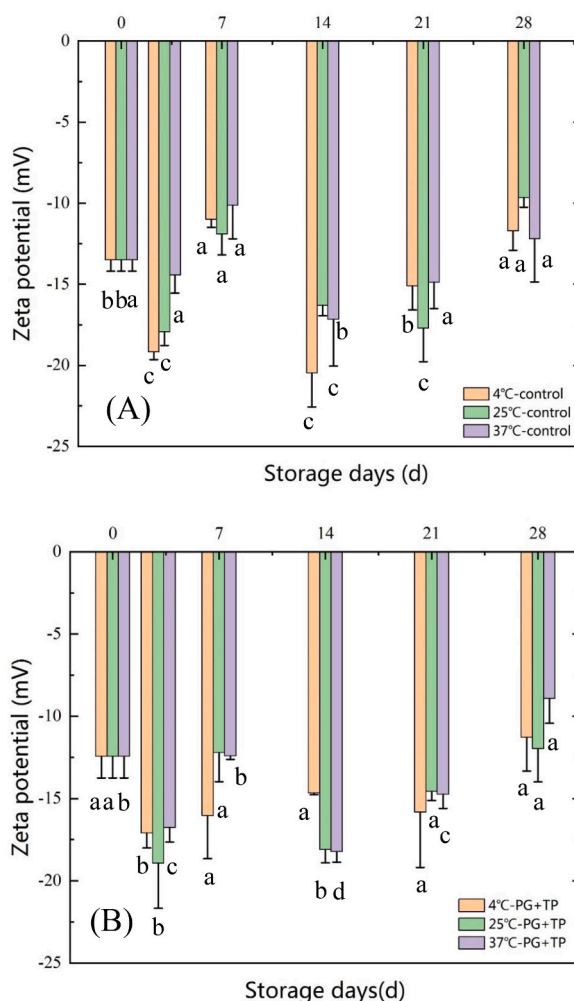 0 7 14 21 28
0
-5
-10
-15
-20
-25
Zeta potential (mV)
b b a
c c a
a a a
c c b
b c a
a a a
(A)
4℃-control
25℃-control
37℃-control
Storage days (d)
0 7 14 21 28
0
-5
-10
-15
-20
-25
Zeta potential (mV)
a a b
b b c
a a b
a b d
a a c
a a a
(B)
4℃-PG+TP
25℃-PG+TP
37℃-PG+TP
Storage days(d)